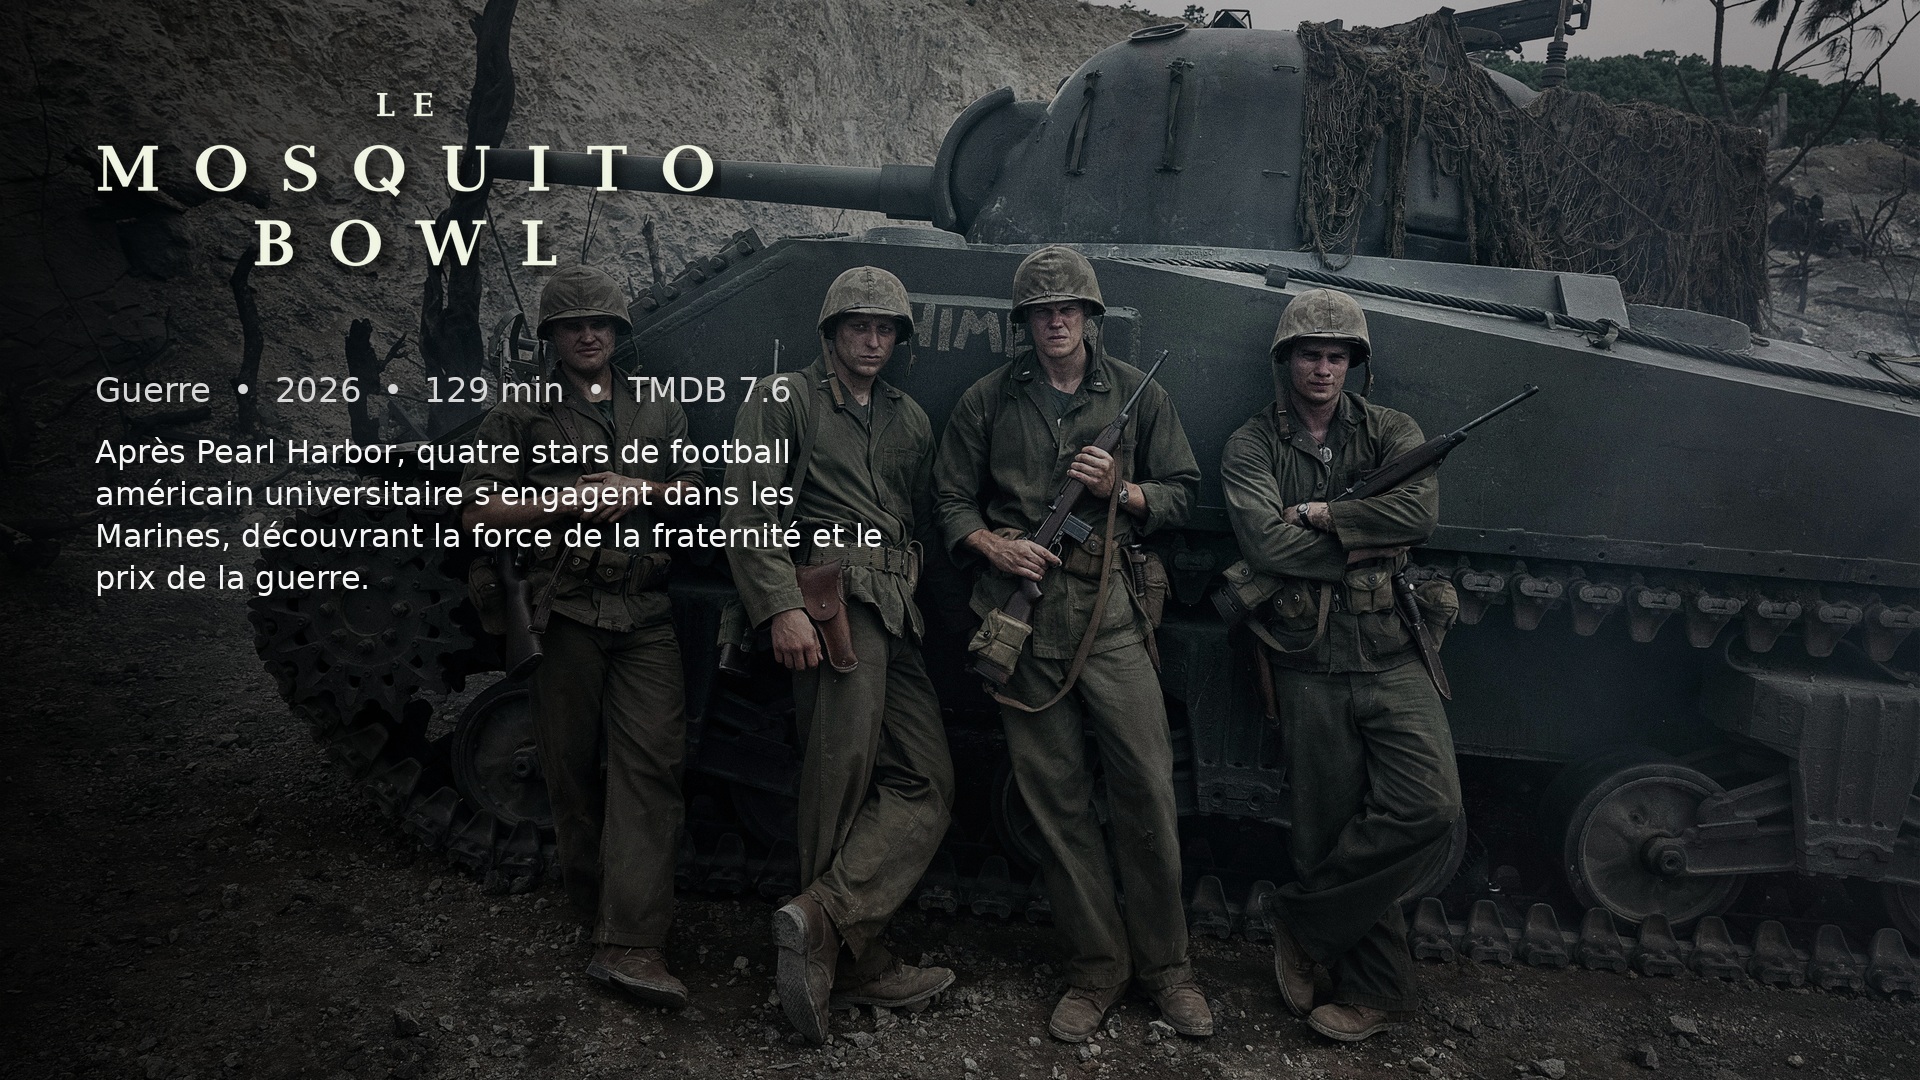 LE
MOSQUITO
BOWL
Guerre • 2026 • 129 min • TMDB 7.6
Après Pearl Harbor, quatre stars de football
américain universitaire s'engagent dans les
Marines, découvrant la force de la fraternité et le
prix de la guerre.